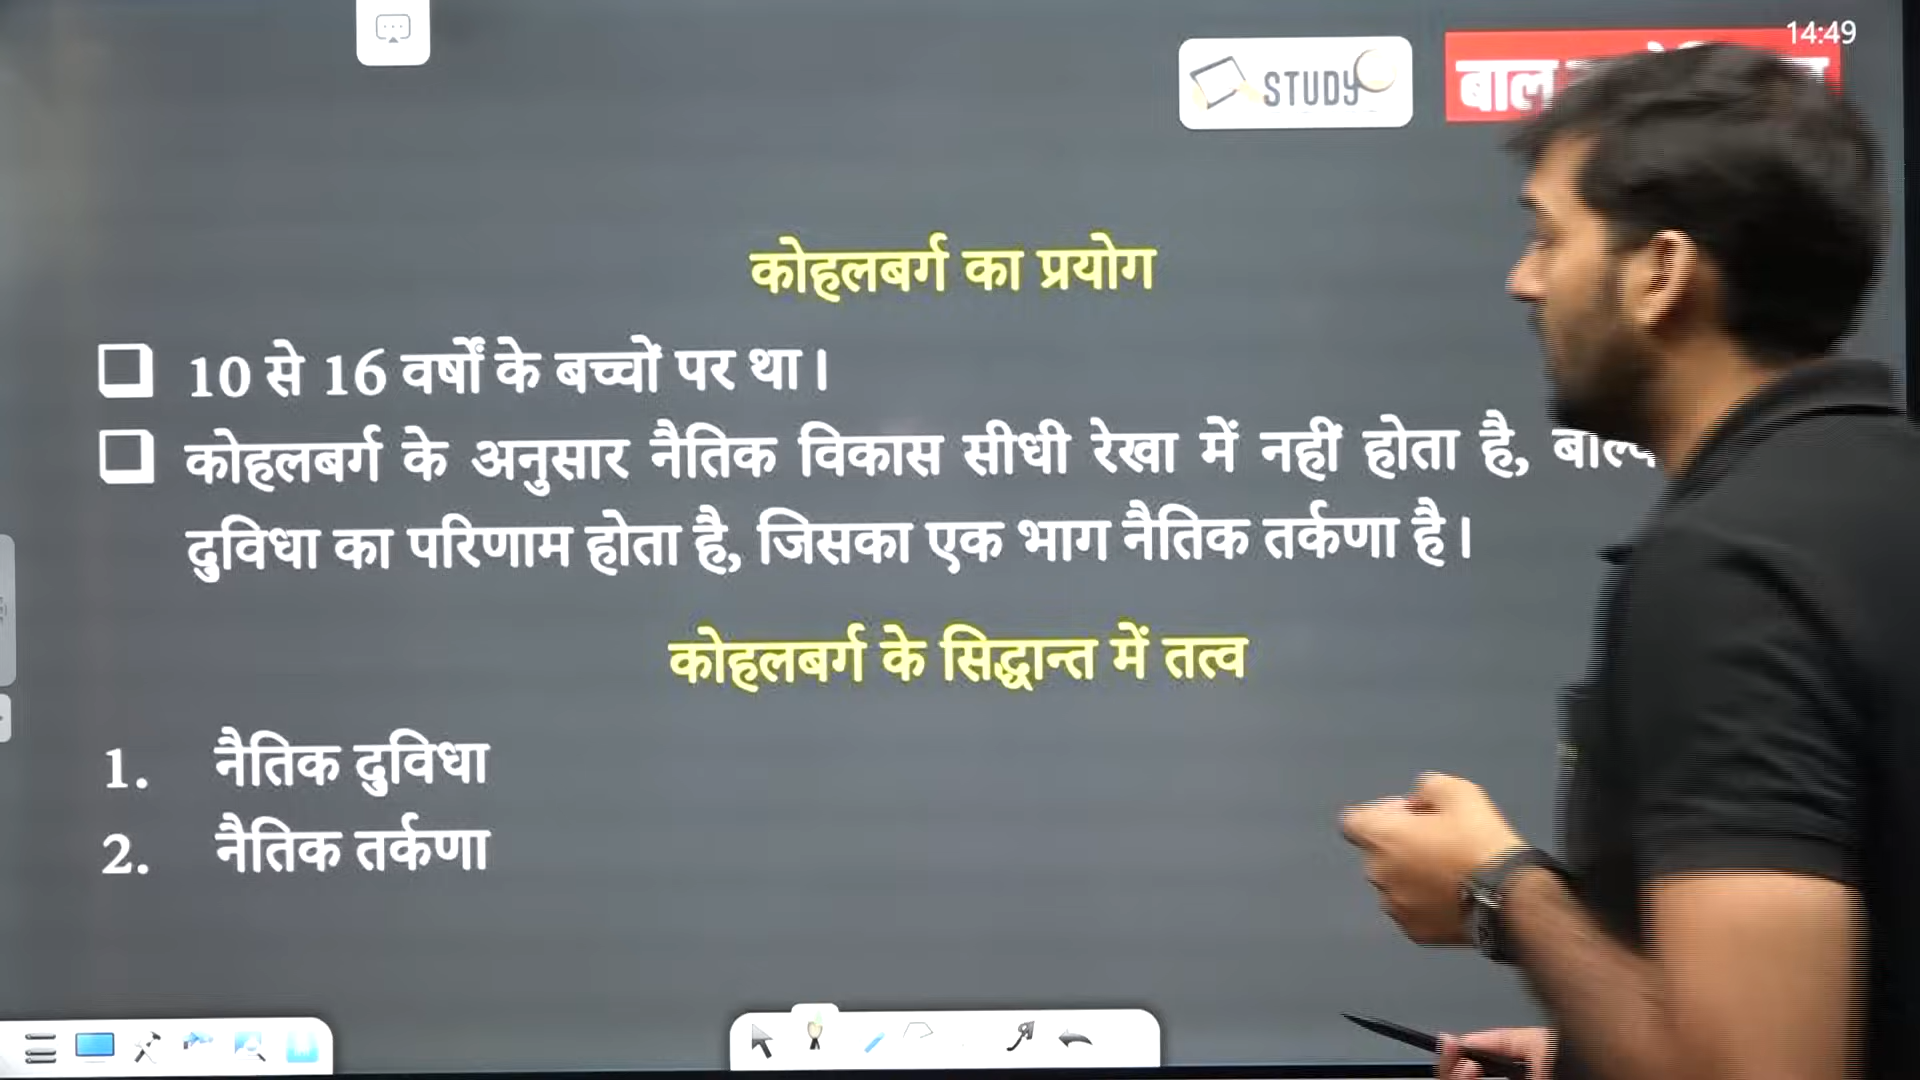 14:49
STUDY
बाल
कोहलबर्ग का प्रयोग
10 से 16 वर्षों के बच्चों पर था।
कोहलबर्ग के अनुसार नैतिक विकास सीधी रेखा में नहीं होता है,
दुविधा का परिणाम होता है, जिसका एक भाग नैतिक तर्कणा है।
कोहलबर्ग के सिद्धान्त में तत्व
1. नैतिक दुविधा
2. नैतिक तर्कणा